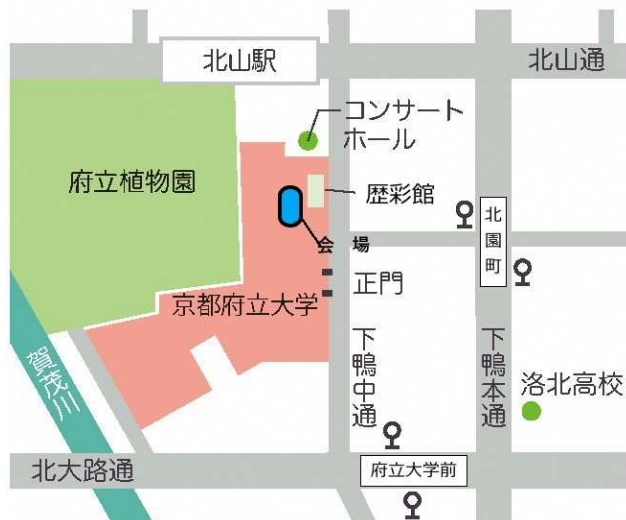 北山駅
北山通
コンサート
ホール
府立植物園
歴彩館
北園町
会場
正門
京都府立大学
下鴨中通
下鴨本通
賀茂川
洛北高校
北大路通
府立大学前